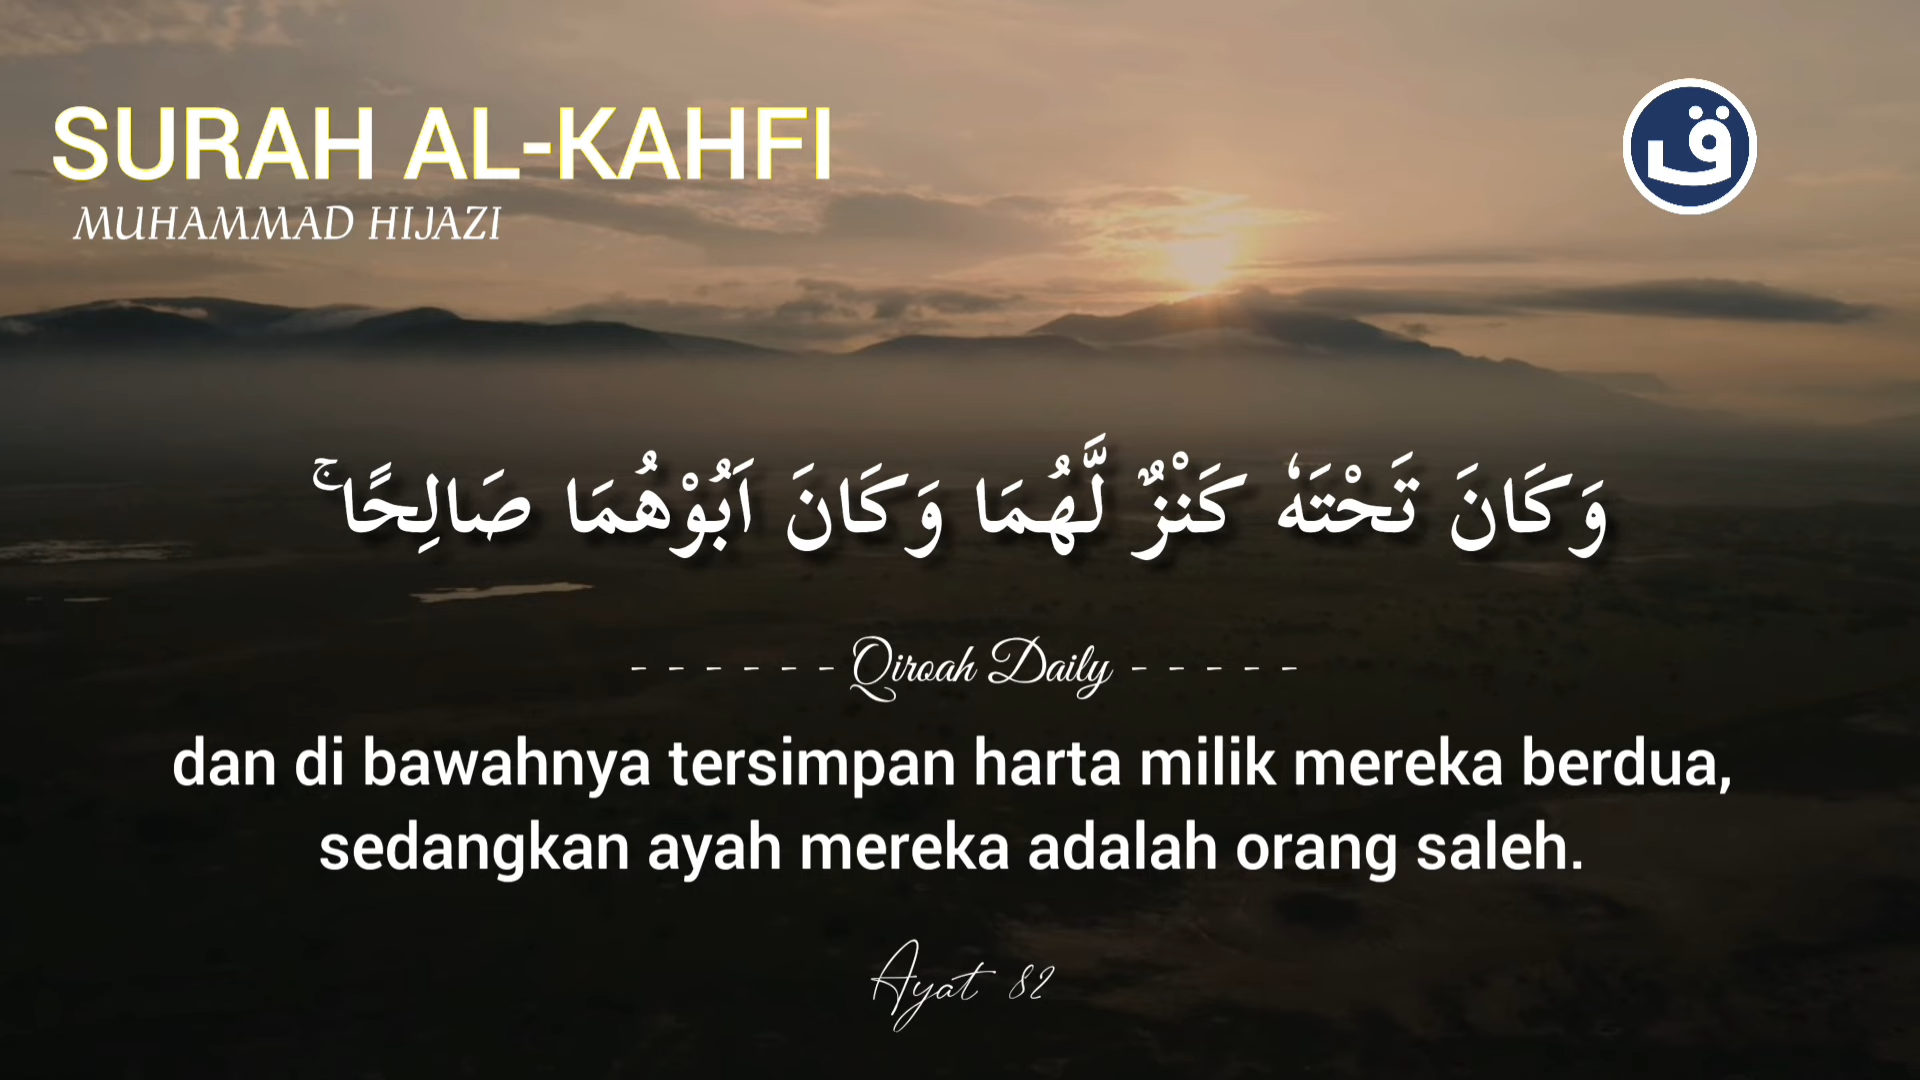 SURAH AL-KAHFI
MUHAMMAD HIJAZI
ق
وَكَانَ تَحْتَهٗ كَنْزٌ لَّهُمَا وَكَانَ اَبُوْهُمَا صَالِحًاۚ
- - - - - - Qiroah Daily - - - - -
dan di bawahnya tersimpan harta milik mereka berdua,
sedangkan ayah mereka adalah orang saleh.
Ayat 82